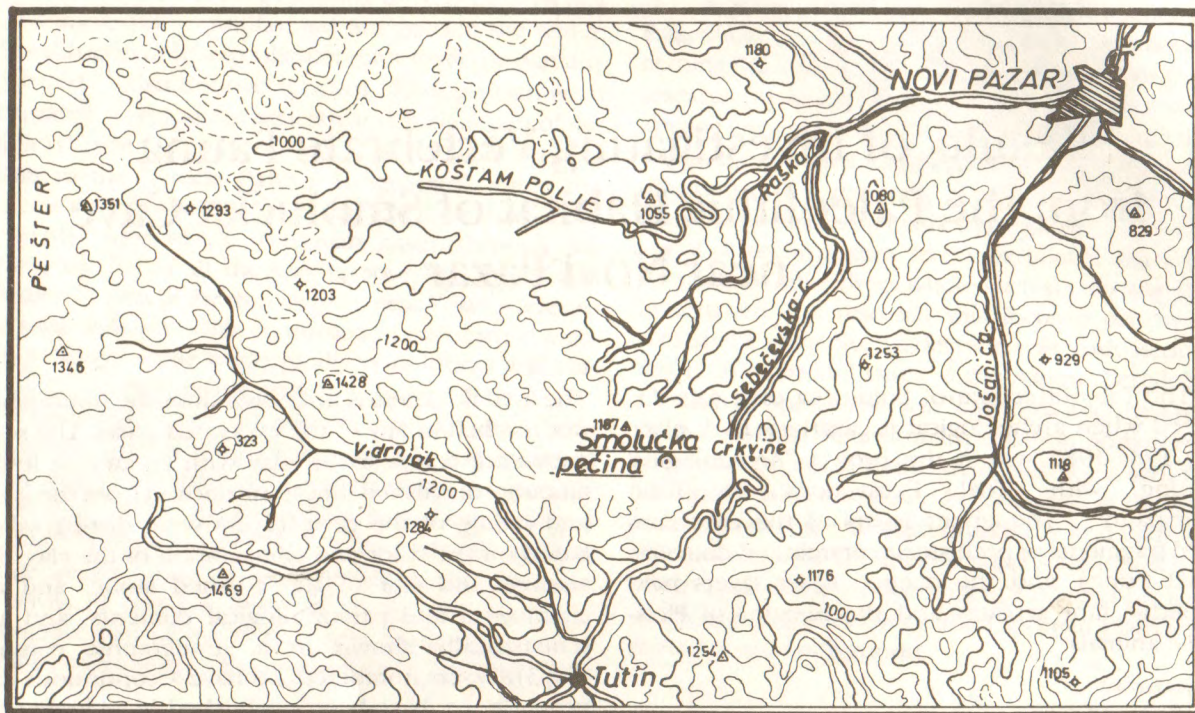 1180
NOVI PAZAR
1000
KOŠTAM POLJE
Raška
PEŠTER
1351
1293
1055
1080
829
1203
Sebečevska r.
Jošanica
1346
1200
1428
1253
929
1187
323
Smolućka
pećina
Crkvine
Vidrnjak
1200
1118
1284
1469
1176
1000
1254
Tutin
1105